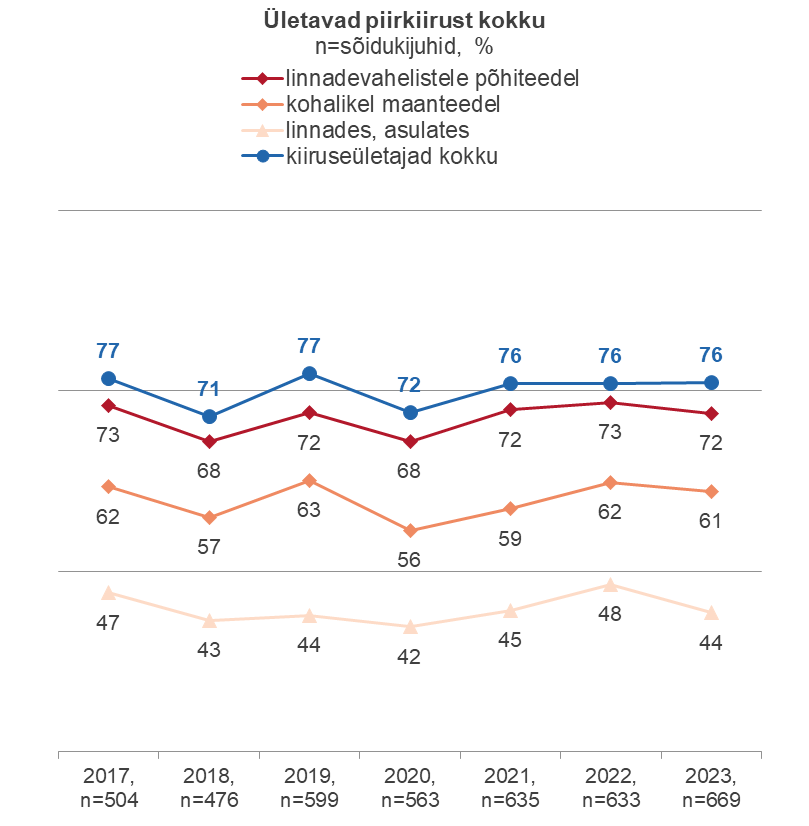 Ületavad piirkiirust kokku
n=sõidukijuhid, %
linnadevahelistele põhiteedel
kohalikel maanteedel
linnades, asulates
kiiruseületajad kokku
77 71 77 72 76 76 76
73 68 72 68 72 73 72
62 57 63 56 59 62 61
47 43 44 42 45 48 44
2017, 2018, 2019, 2020, 2021, 2022, 2023,
n=504 n=476 n=599 n=563 n=635 n=633 n=669